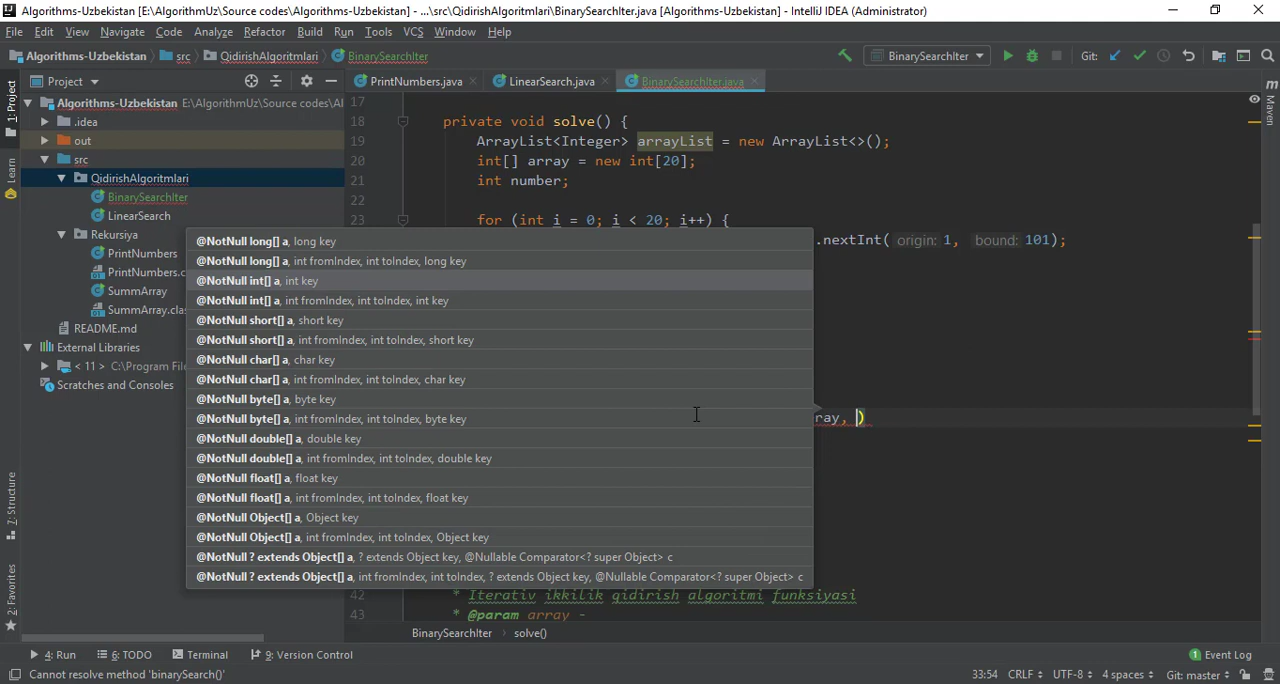 Algorithms-Uzbekistan [E:\AlgorithmUz\Source codes\Algorithms-Uzbekistan] - ...\src\QidirishAlgoritmlari\BinarySearchIter.java [Algorithms-Uzbekistan] - IntelliJ IDEA (Administrator)
File Edit View Navigate Code Analyze Refactor Build Run Tools VCS Window Help
Algorithms-Uzbekistan src QidirishAlgoritmlari BinarySearchIter BinarySearchIter Git:
1: Project
Learn
Z: Structure
2: Favorites
Project
Algorithms-Uzbekistan E:\AlgorithmUz\Source codes\Al
.idea
out
src
QidirishAlgoritmlari
BinarySearchIter
LinearSearch
Rekursiya
PrintNumbers
PrintNumbers.c
SummArray
SummArray.clas
README.md
External Libraries
< 11 > C:\Program File
Scratches and Consoles
PrintNumbers.java LinearSearch.java BinarySearchIter.java
17
18 private void solve() {
19 ArrayList<Integer> arrayList = new ArrayList<>();
20 int[] array = new int[20];
21 int number;
22
23 for (int i = 0; i < 20; i++) {
.nextInt( origin: 1, bound: 101);
@NotNull long[] a, long key
@NotNull long[] a, int fromIndex, int toIndex, long key
@NotNull int[] a, int key
@NotNull int[] a, int fromIndex, int toIndex, int key
@NotNull short[] a, short key
@NotNull short[] a, int fromIndex, int toIndex, short key
@NotNull char[] a, char key
@NotNull char[] a, int fromIndex, int toIndex, char key
@NotNull byte[] a, byte key
@NotNull byte[] a, int fromIndex, int toIndex, byte key
@NotNull double[] a, double key
@NotNull double[] a, int fromIndex, int toIndex, double key
@NotNull float[] a, float key
@NotNull float[] a, int fromIndex, int toIndex, float key
@NotNull Object[] a, Object key
@NotNull Object[] a, int fromIndex, int toIndex, Object key
@NotNull ? extends Object[] a, ? extends Object key, @Nullable Comparator<? super Object> c
@NotNull ? extends Object[] a, int fromIndex, int toIndex, ? extends Object key, @Nullable Comparator<? super Object> c
ray, )
42 * Iterativ ikkilik qidirish algoritmi funksiyasi
43 * @param array -
BinarySearchIter solve()
Maven
4: Run 6: TODO Terminal 9: Version Control 1 Event Log
Cannot resolve method 'binarySearch()' 33:54 CRLF UTF-8 4 spaces Git: master